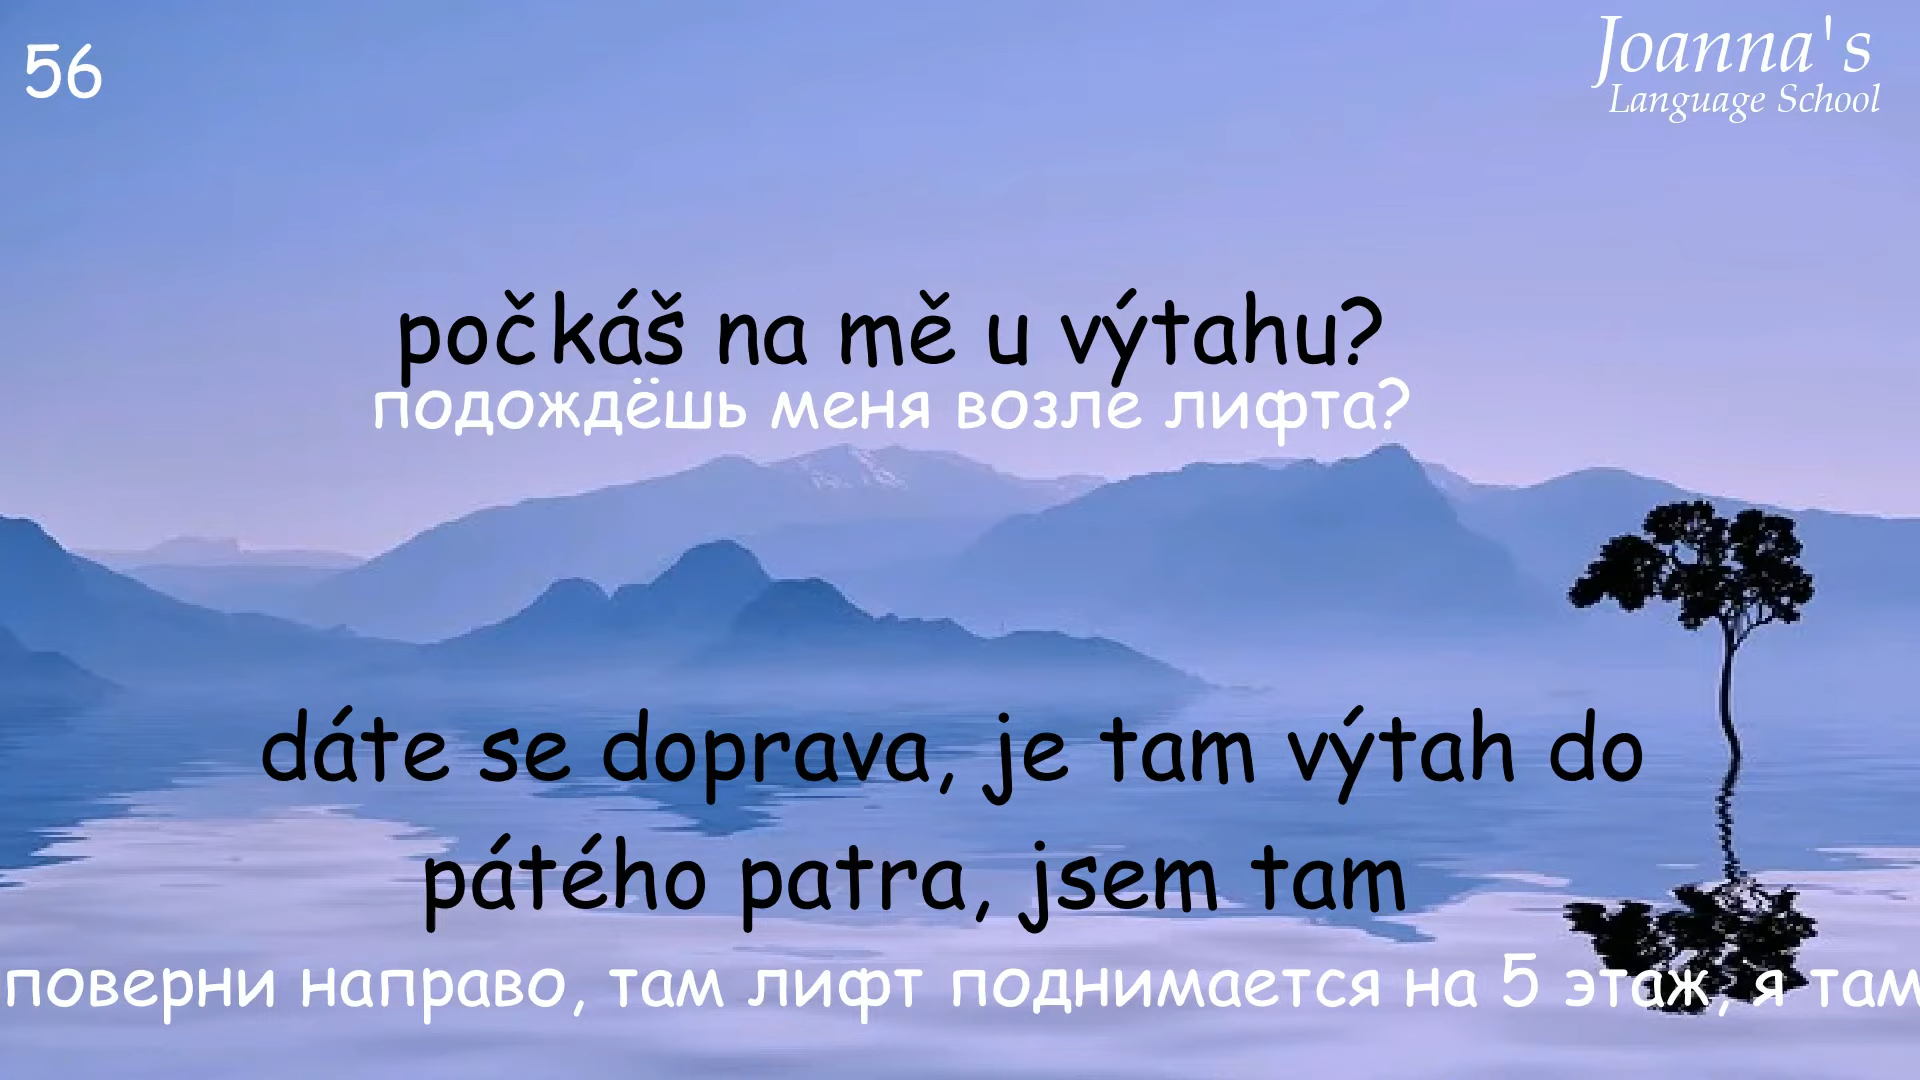 56
Joanna's
Language School
počkáš na mě u výtahu?
подождёшь меня возле лифта?
dáte se doprava, je tam výtah do
pátého patra, jsem tam
поверни направо, там лифт поднимается на 5 этаж, я там